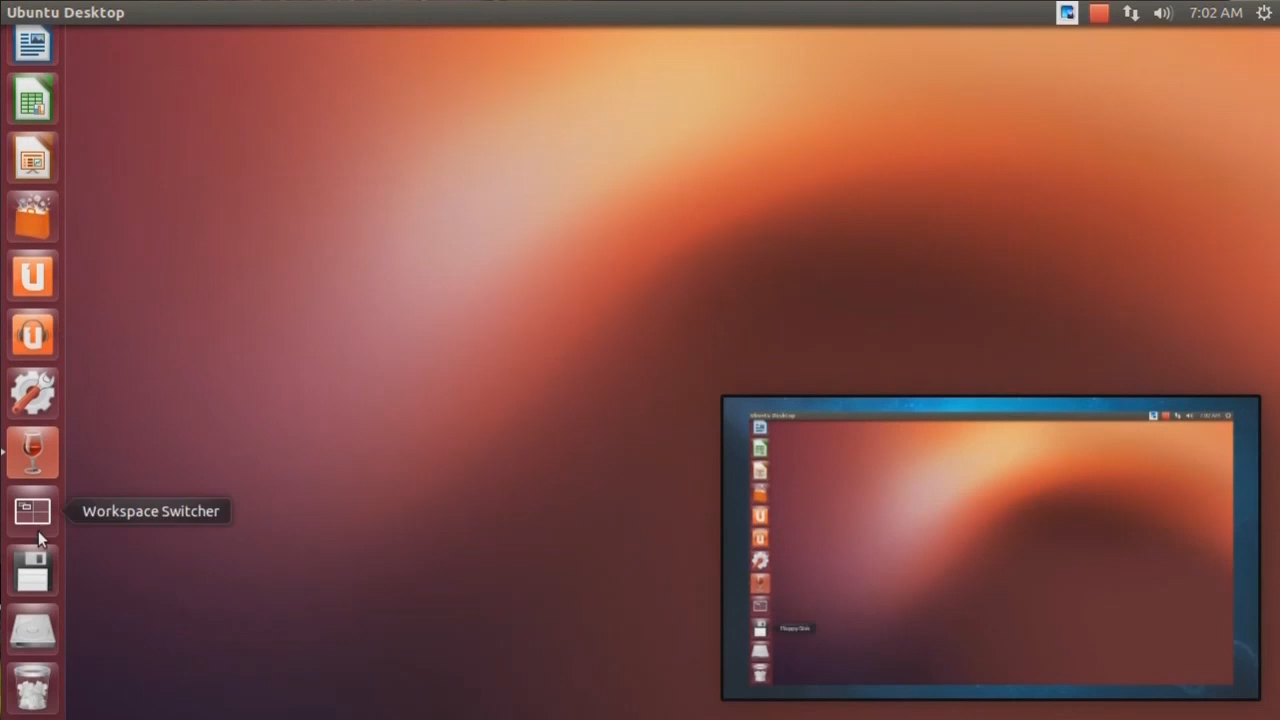 Ubuntu Desktop
7:02 AM
Workspace Switcher
Ubuntu Desktop
7:02 AM
Floppy Disk